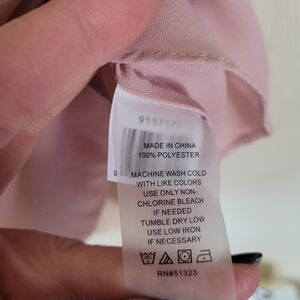 MADE IN CHINA
100% POLYESTER
0
MACHINE WASH COLD
WITH LIKE COLORS
USE ONLY NON-
CHLORINE BLEACH
IF NEEDED
TUMBLE DRY LOW
USE LOW IRON
IF NECESSARY
RN#51323